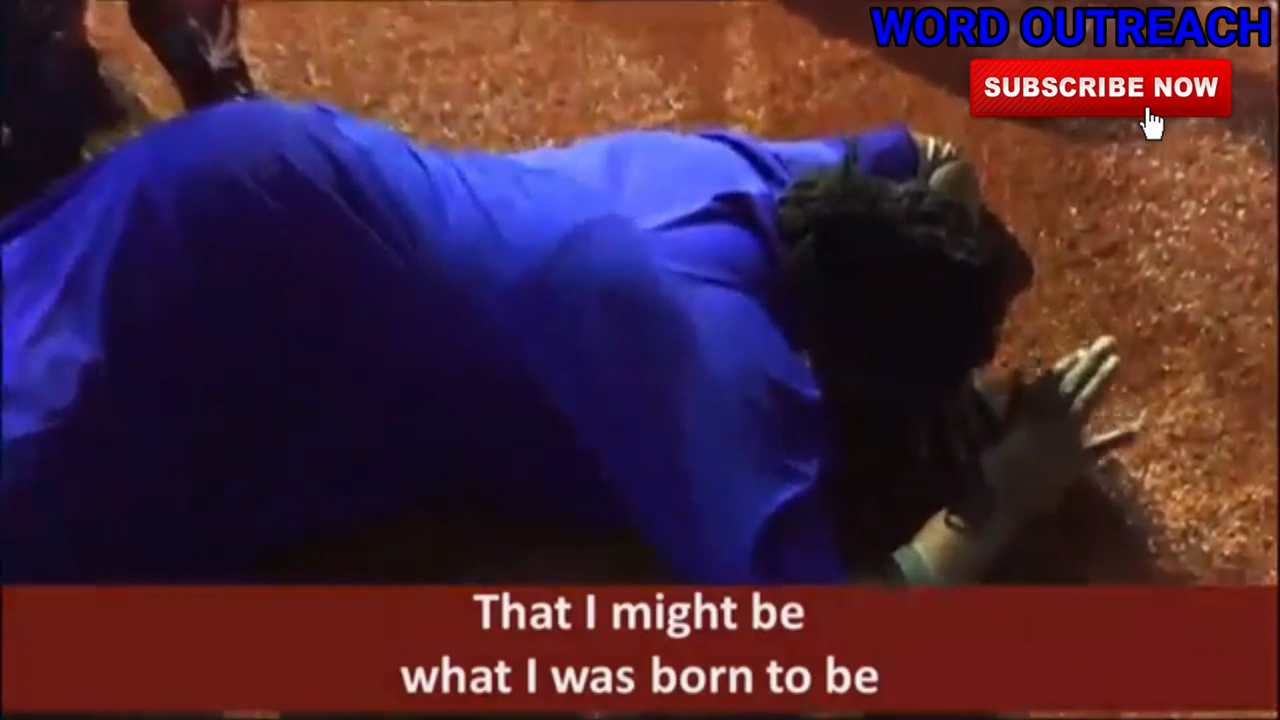 WORD OUTREACH
SUBSCRIBE NOW
That I might be
what I was born to be